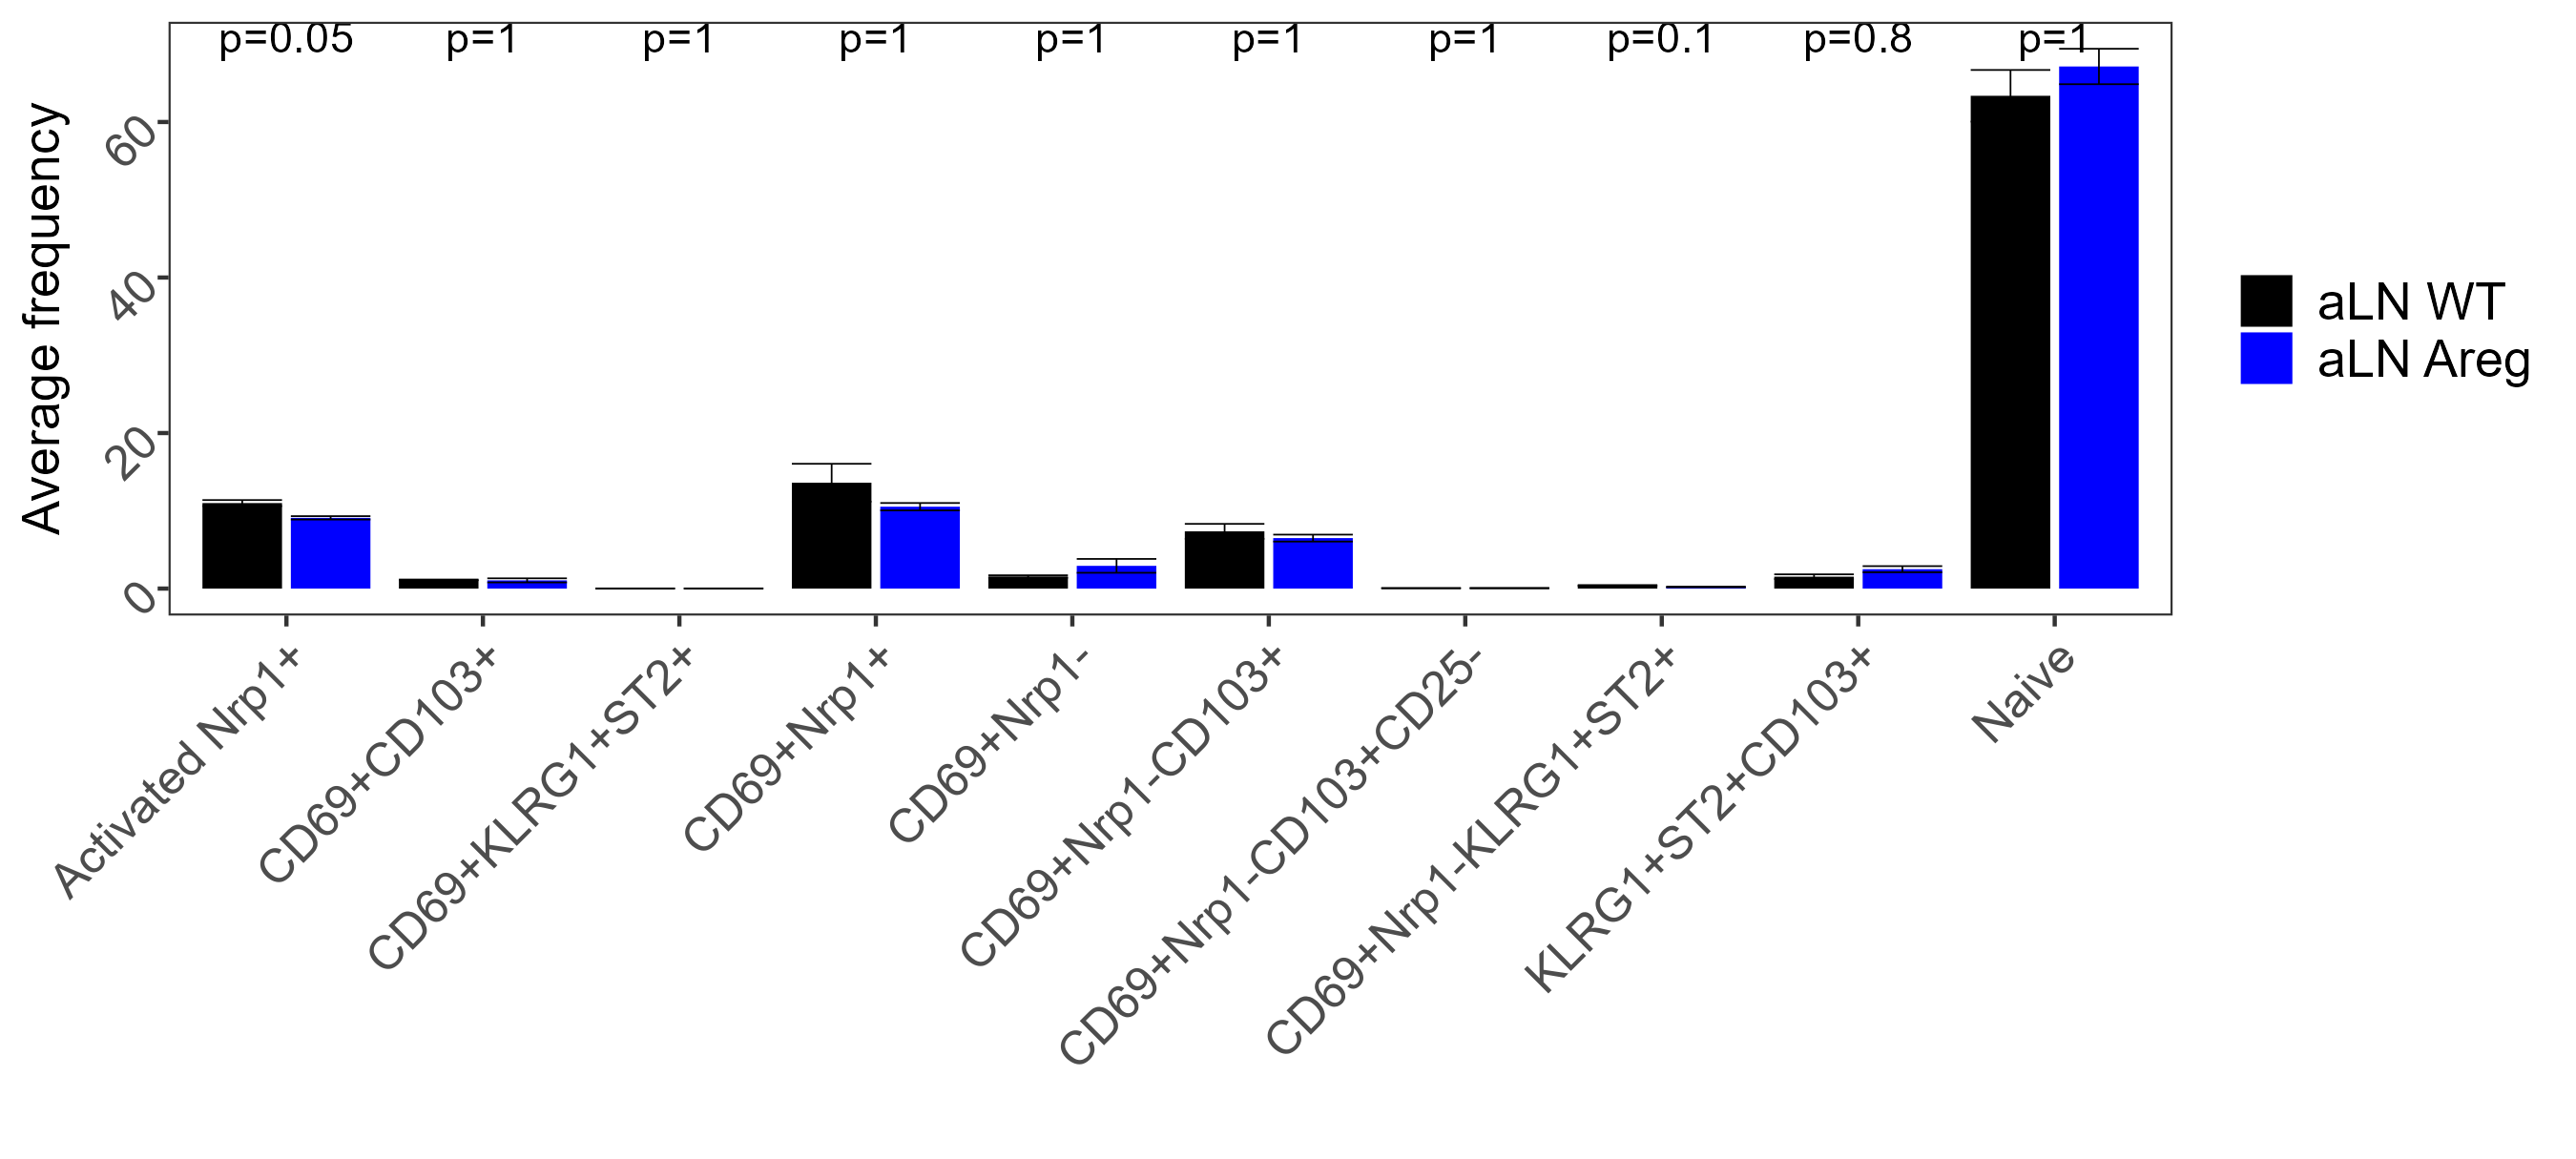 p=0.05 p=1 p=1 p=1 p=1 p=1 p=1 p=0.1 p=0.8 p=1
Average frequency
60
40
20
0
aLN WT
aLN Areg
Activated Nrp1+
CD69+CD103+
CD69+KLRG1+ST2+
CD69+Nrp1+
CD69+Nrp1-
CD69+Nrp1-CD103+
CD69+Nrp1-CD103+CD25-
CD69+Nrp1-KLRG1+ST2+
KLRG1+ST2+CD103+
Naive